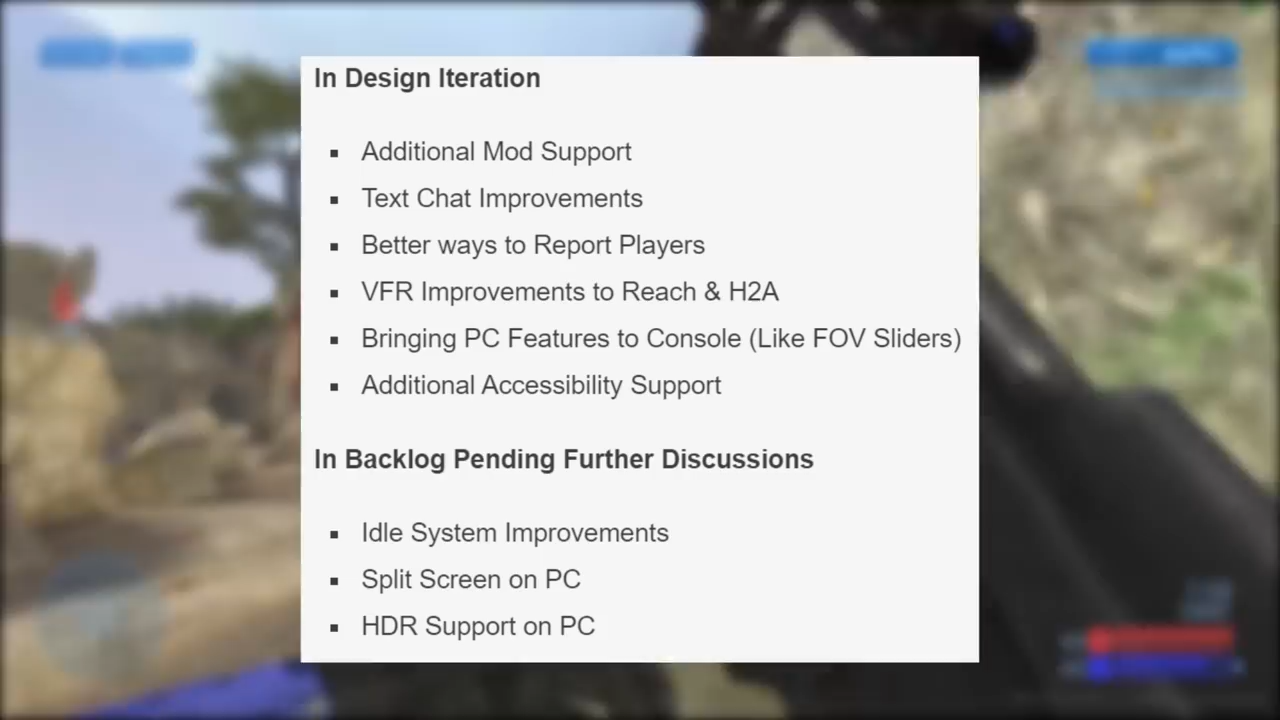 In Design Iteration
Additional Mod Support
Text Chat Improvements
Better ways to Report Players
VFR Improvements to Reach & H2A
Bringing PC Features to Console (Like FOV Sliders)
Additional Accessibility Support
In Backlog Pending Further Discussions
Idle System Improvements
Split Screen on PC
HDR Support on PC